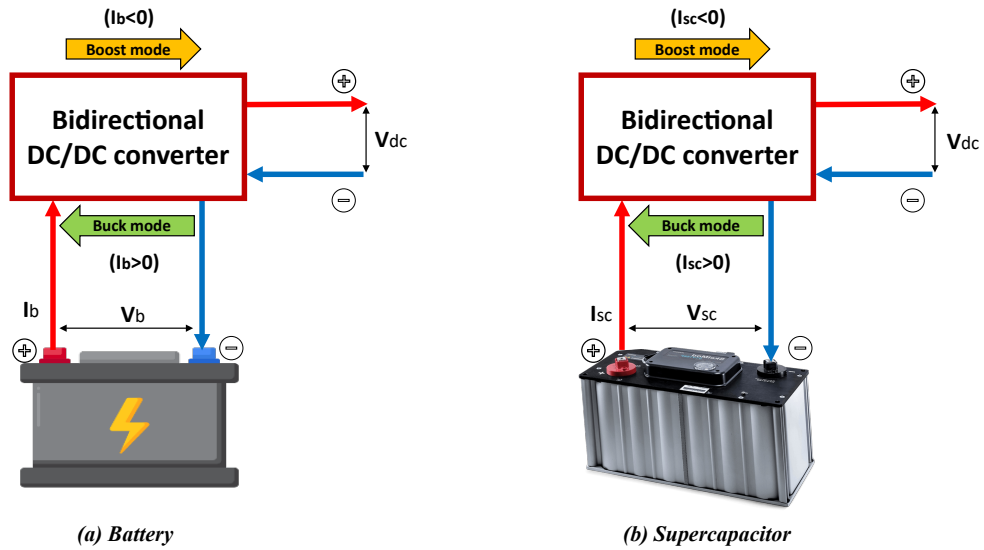 (Ib<0)
Boost mode
Bidirectional
DC/DC converter
+
Vdc
−
Buck mode
(Ib>0)
Ib
Vb
+
−
(a) Battery
(Isc<0)
Boost mode
Bidirectional
DC/DC converter
+
Vdc
−
Buck mode
(Isc>0)
Isc
Vsc
+
−
(b) Supercapacitor